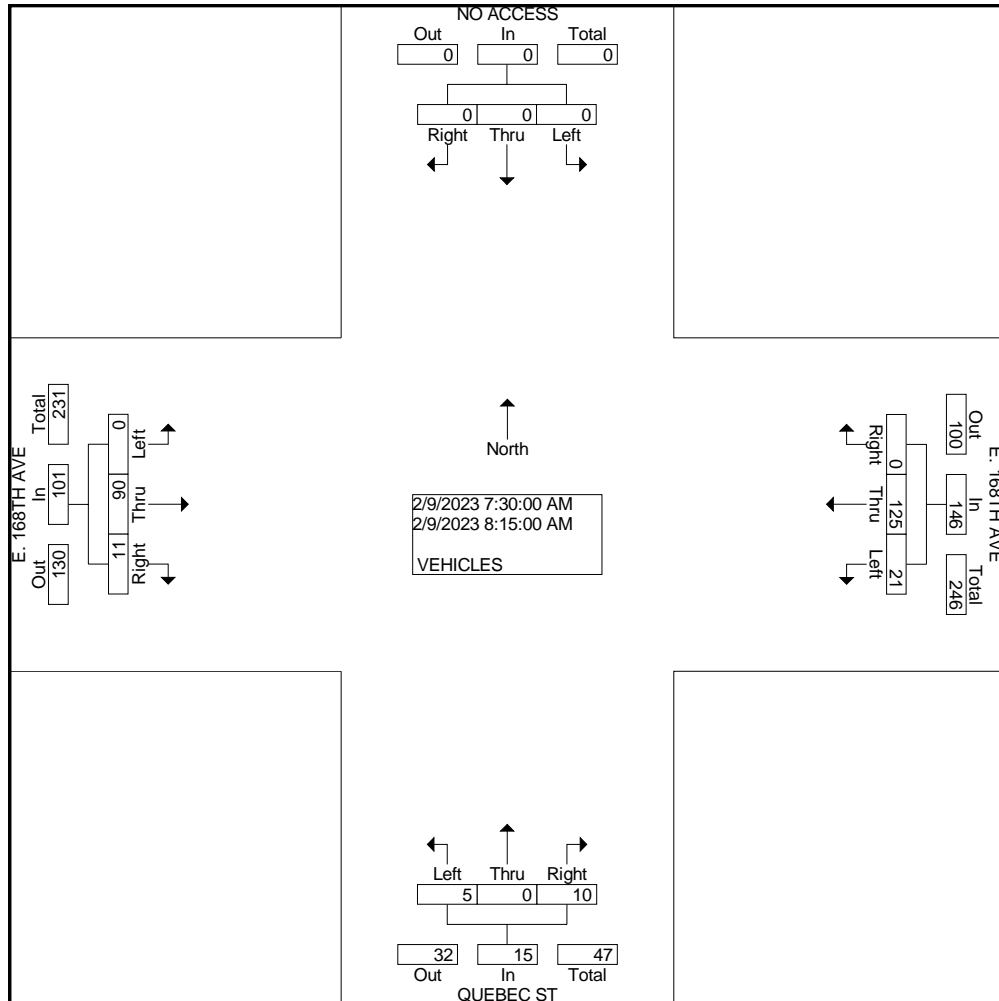 NO ACCESS
Out In Total
0 0 0
0 0 0
Right Thru Left
E. 168TH AVE
Total In Out
231 101 130
0 90 11
Left Thru Right
North
2/9/2023 7:30:00 AM
2/9/2023 8:15:00 AM
VEHICLES
Right Thru Left
0 125 21
100 146 246
Out In Total
E. 168TH AVE
Left Thru Right
5 0 10
32 15 47
Out In Total
QUEBEC ST